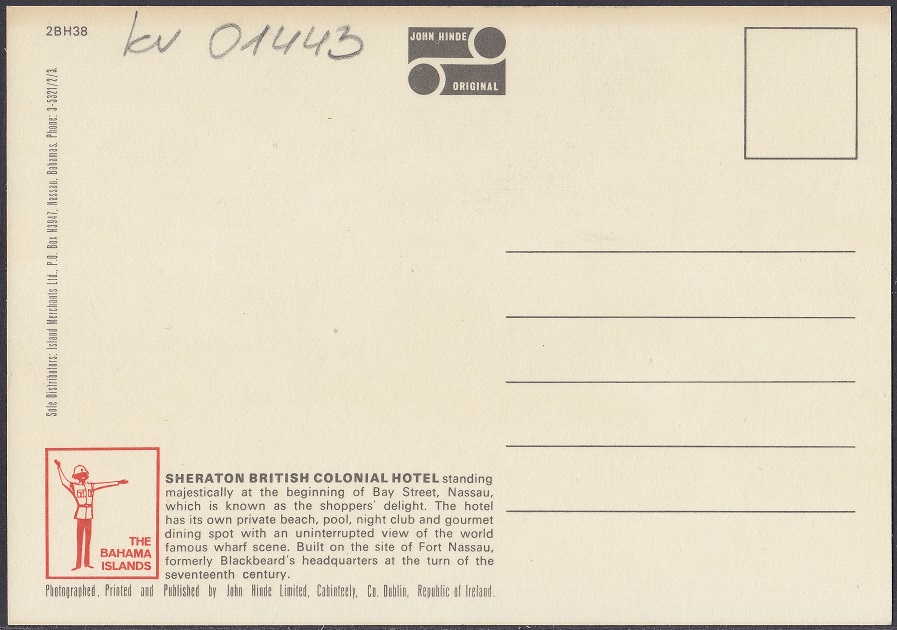 2BH38
kv 01443
JOHN HINDE
ORIGINAL
Sole Distributors: Island Merchants Ltd., P.O. Box N3947, Nassau, Bahamas. Phone: 3-5321/2/3.
THE
BAHAMA
ISLANDS
SHERATON BRITISH COLONIAL HOTEL standing
majestically at the beginning of Bay Street, Nassau,
which is known as the shoppers' delight. The hotel
has its own private beach, pool, night club and gourmet
dining spot with an uninterrupted view of the world
famous wharf scene. Built on the site of Fort Nassau,
formerly Blackbeard's headquarters at the turn of the
seventeenth century.
Photographed, Printed and Published by John Hinde Limited, Cabinteely, Co. Dublin, Republic of Ireland.